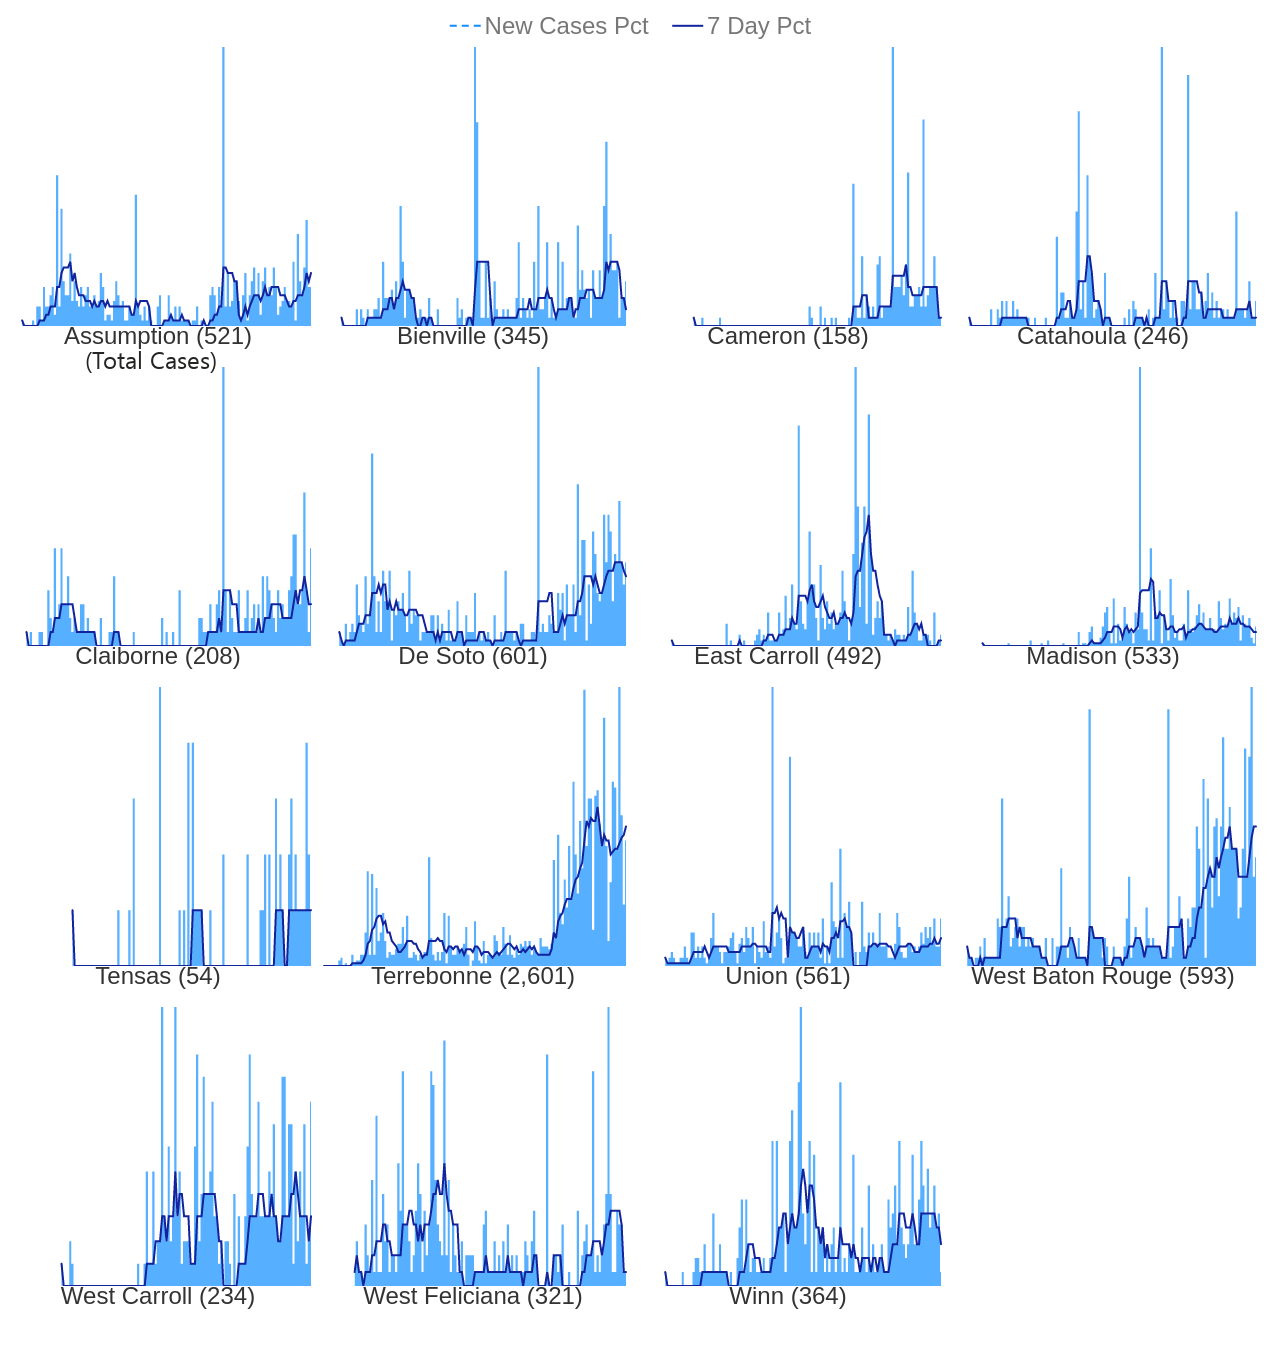 New Cases Pct 7 Day Pct
Assumption (521) Bienville (345) Cameron (158) Catahoula (246)
(Total Cases)
Claiborne (208) De Soto (601) East Carroll (492) Madison (533)
Tensas (54) Terrebonne (2,601) Union (561) West Baton Rouge (593)
West Carroll (234) West Feliciana (321) Winn (364)